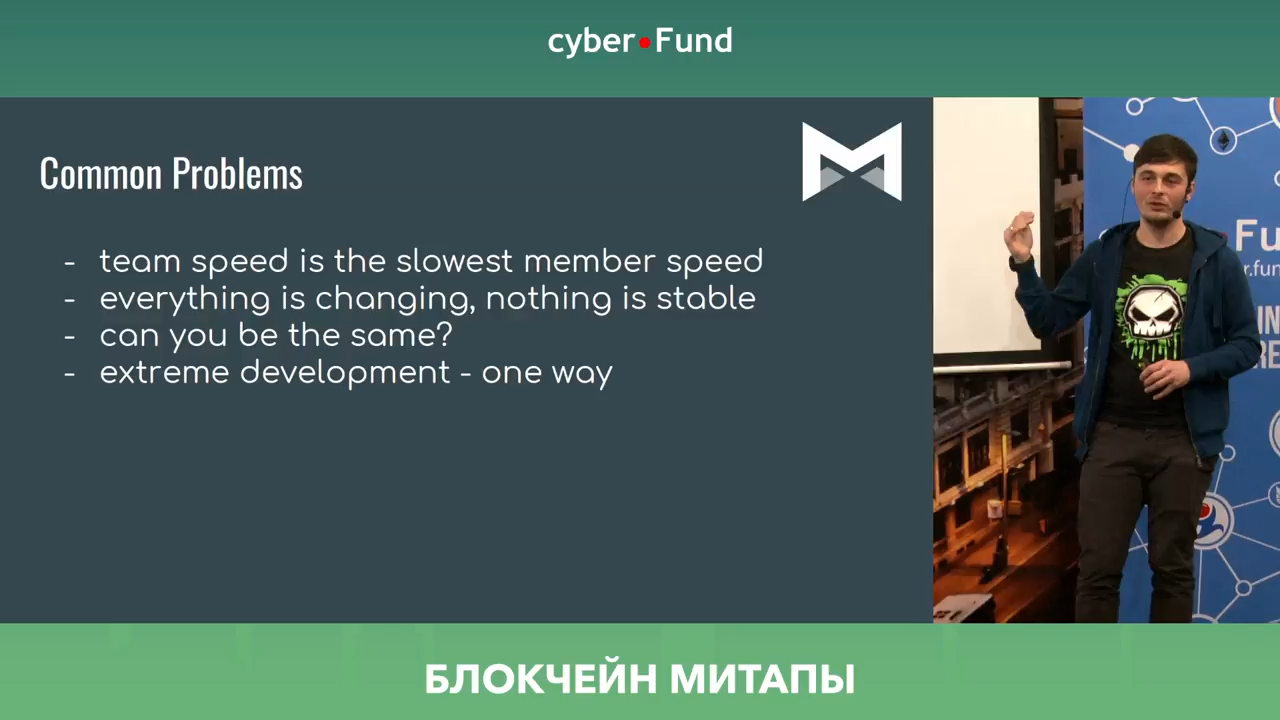 cyber•Fund
Common Problems
- team speed is the slowest member speed
- everything is changing, nothing is stable
- can you be the same?
- extreme development - one way
БЛОКЧЕЙН МИТАПЫ